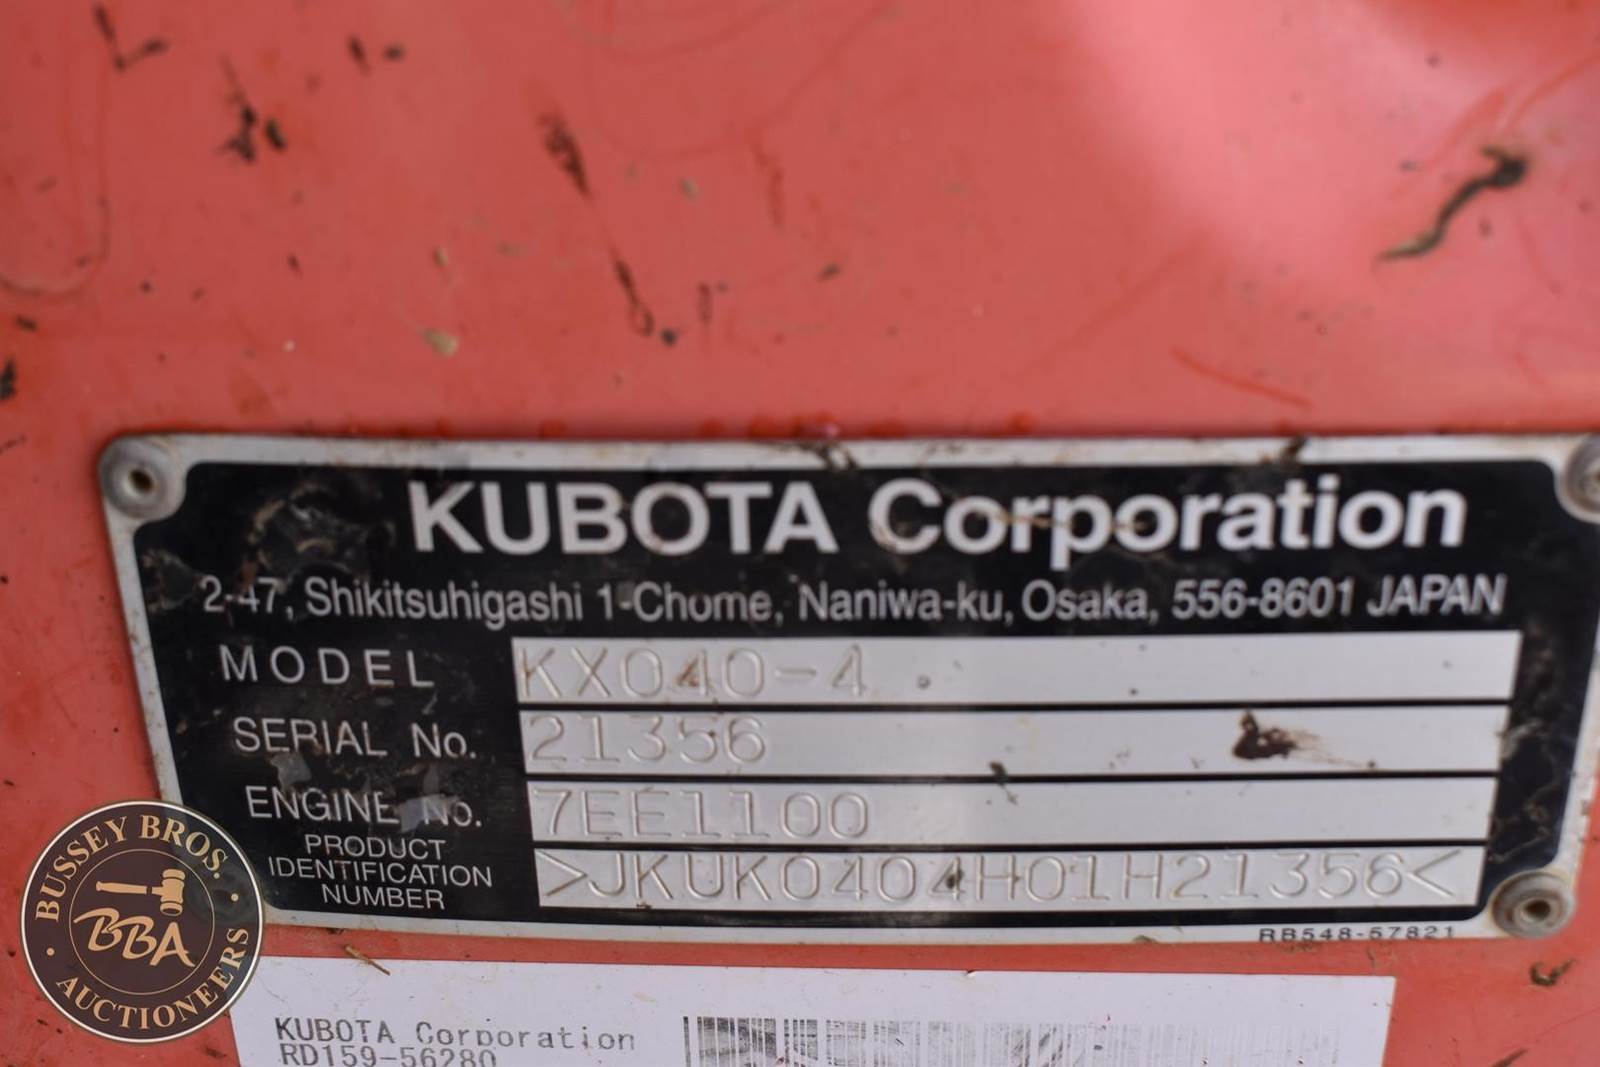 KUBOTA Corporation
2-47, Shikitsuhigashi 1-Chome, Naniwa-ku, Osaka, 556-8601 JAPAN
MODEL KX040-4
SERIAL No. 21356
ENGINE No. 7EE1100
PRODUCT
IDENTIFICATION
NUMBER
>JKUK0404H01H21356<
RB548-57821
KUBOTA Corporation
RD159-56280
BUSSEY BROS.
BBA
AUCTIONEERS